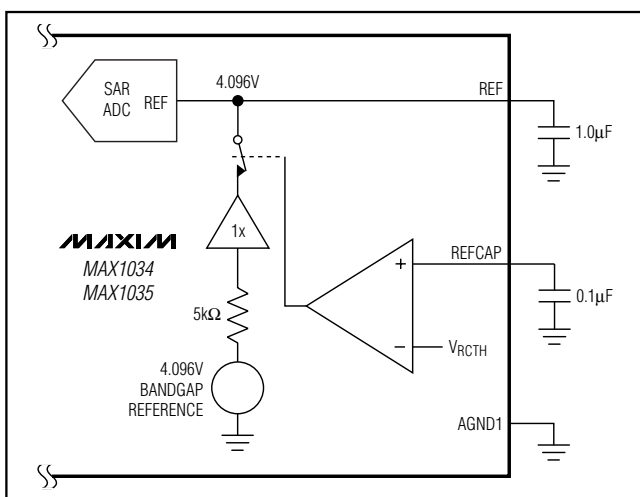 4.096V
REF
SAR
ADC
REF
1.0µF
1x
MAXIM
MAX1034
MAX1035
REFCAP
0.1µF
5kΩ
VRCTH
4.096V
BANDGAP
REFERENCE
AGND1
+
−